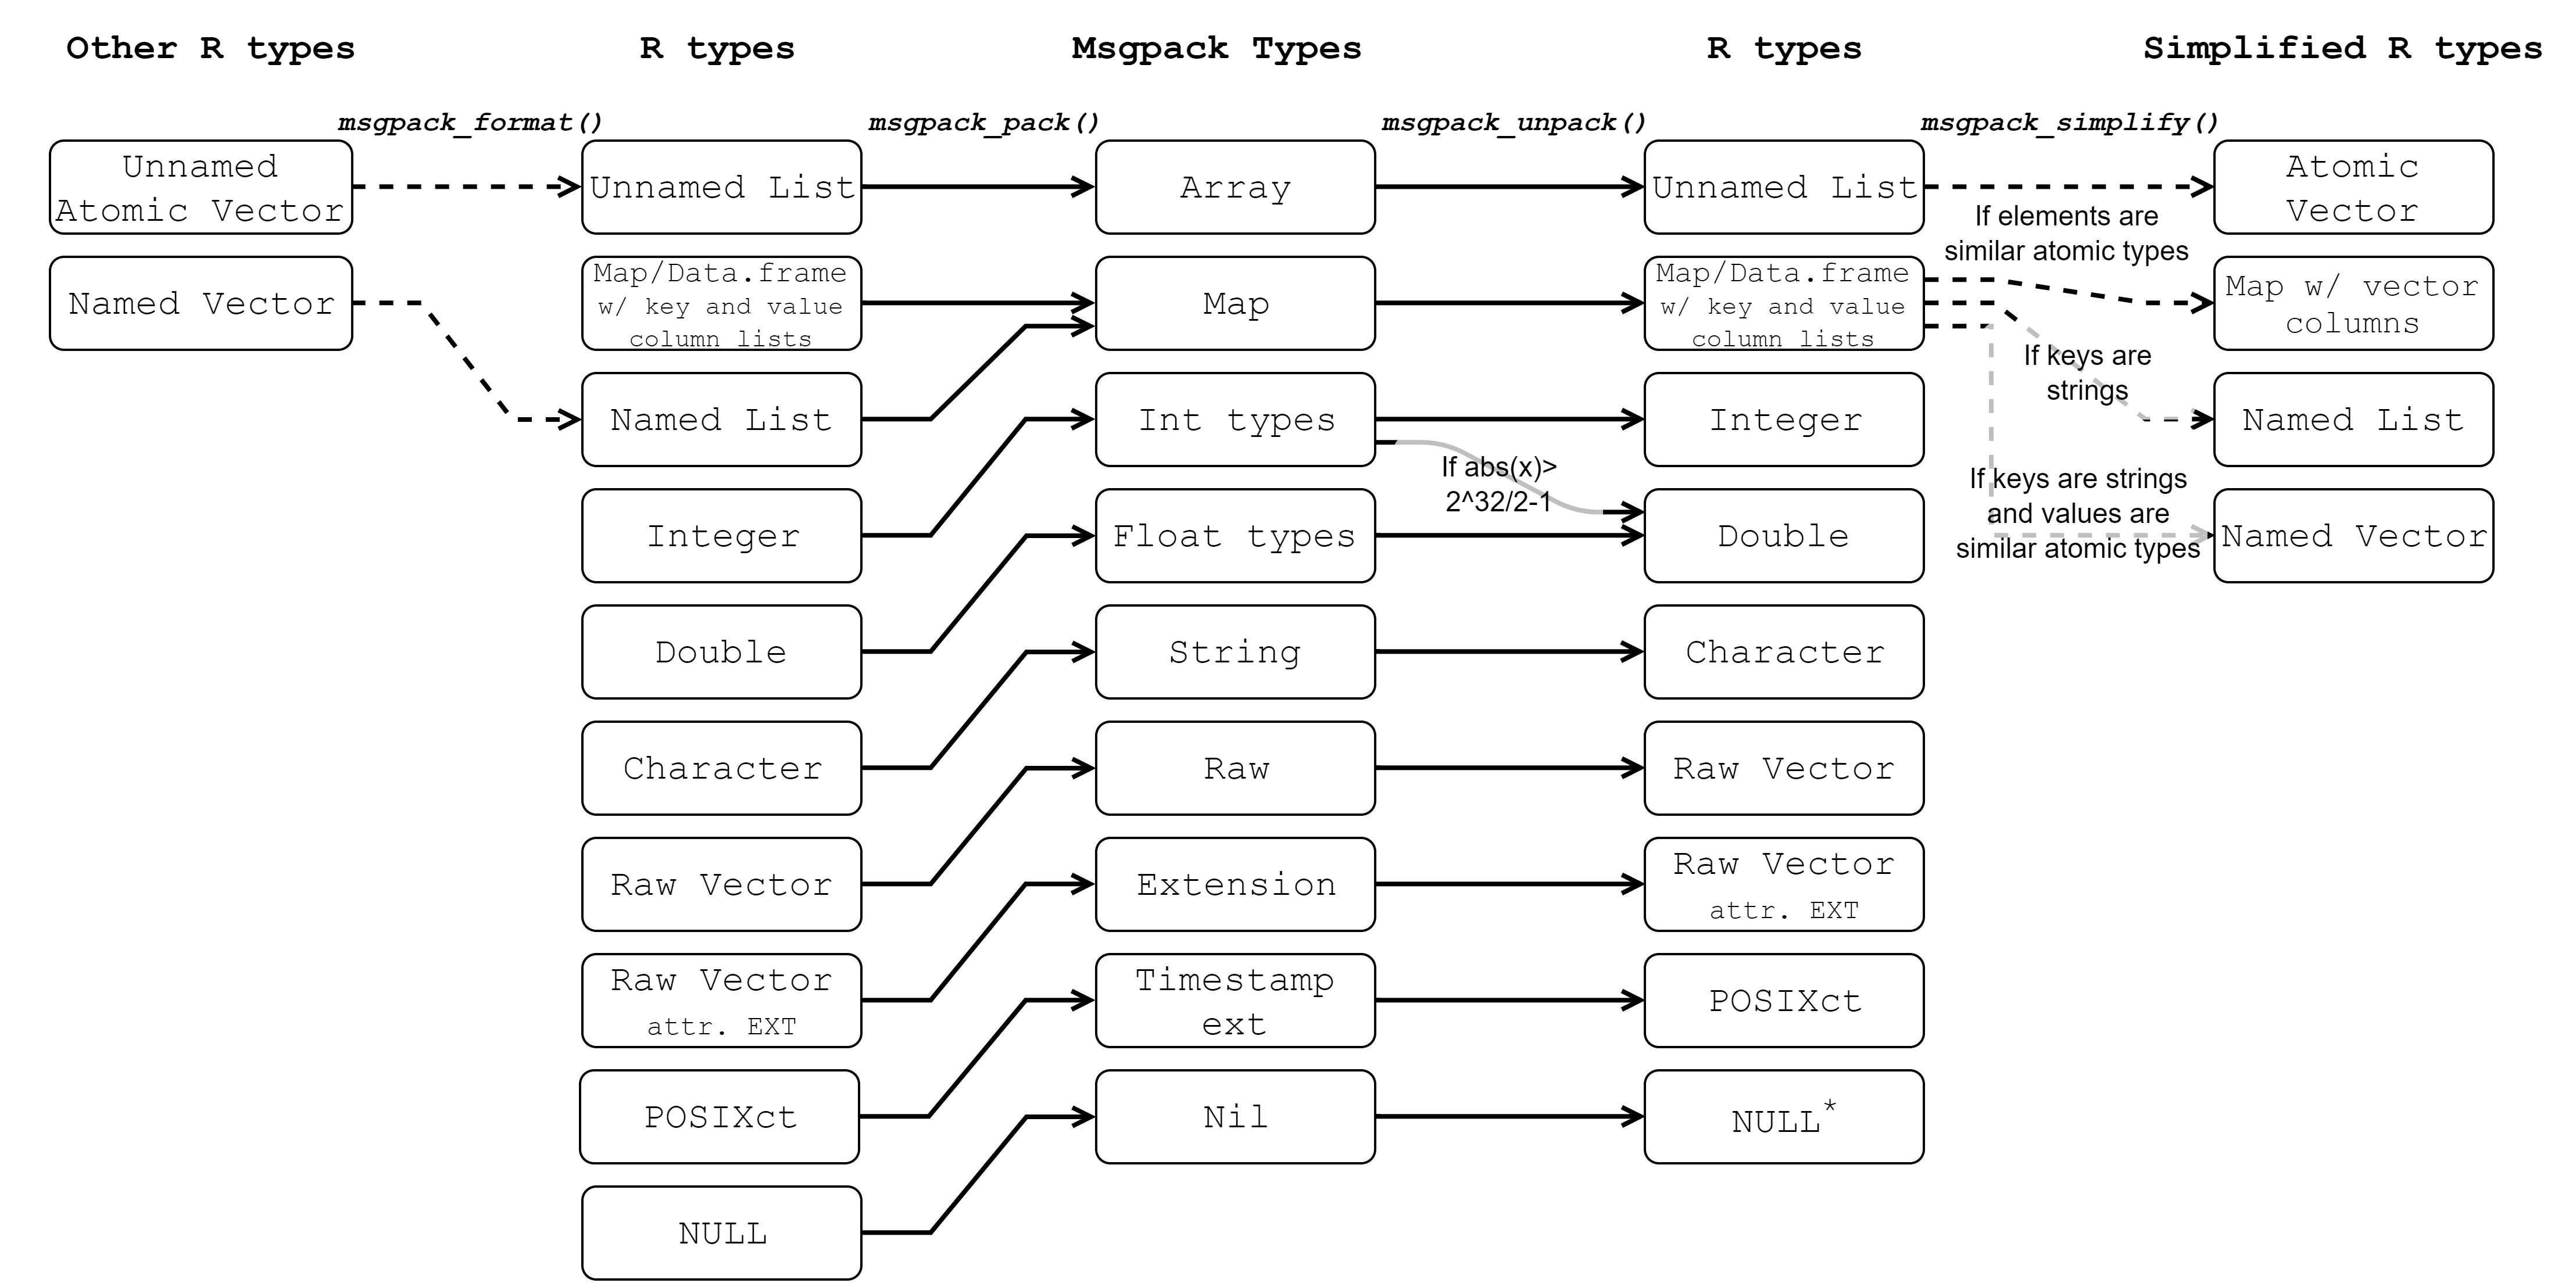 Other R types
R types
Msgpack Types
R types
Simplified R types
msgpack_format()
msgpack_pack()
msgpack_unpack()
msgpack_simplify()
Unnamed
Atomic Vector
Named Vector
Unnamed List
Map/Data.frame
w/ key and value
column lists
Named List
Integer
Double
Character
Raw Vector
Raw Vector
attr. EXT
POSIXct
NULL
Array
Map
Int types
Float types
String
Raw
Extension
Timestamp
ext
Nil
If abs(x)>
2^32/2-1
Unnamed List
Map/Data.frame
w/ key and value
column lists
Integer
Double
Character
Raw Vector
Raw Vector
attr. EXT
POSIXct
NULL*
If elements are
similar atomic types
If keys are
strings
If keys are strings
and values are
similar atomic types
Atomic
Vector
Map w/ vector
columns
Named List
Named Vector